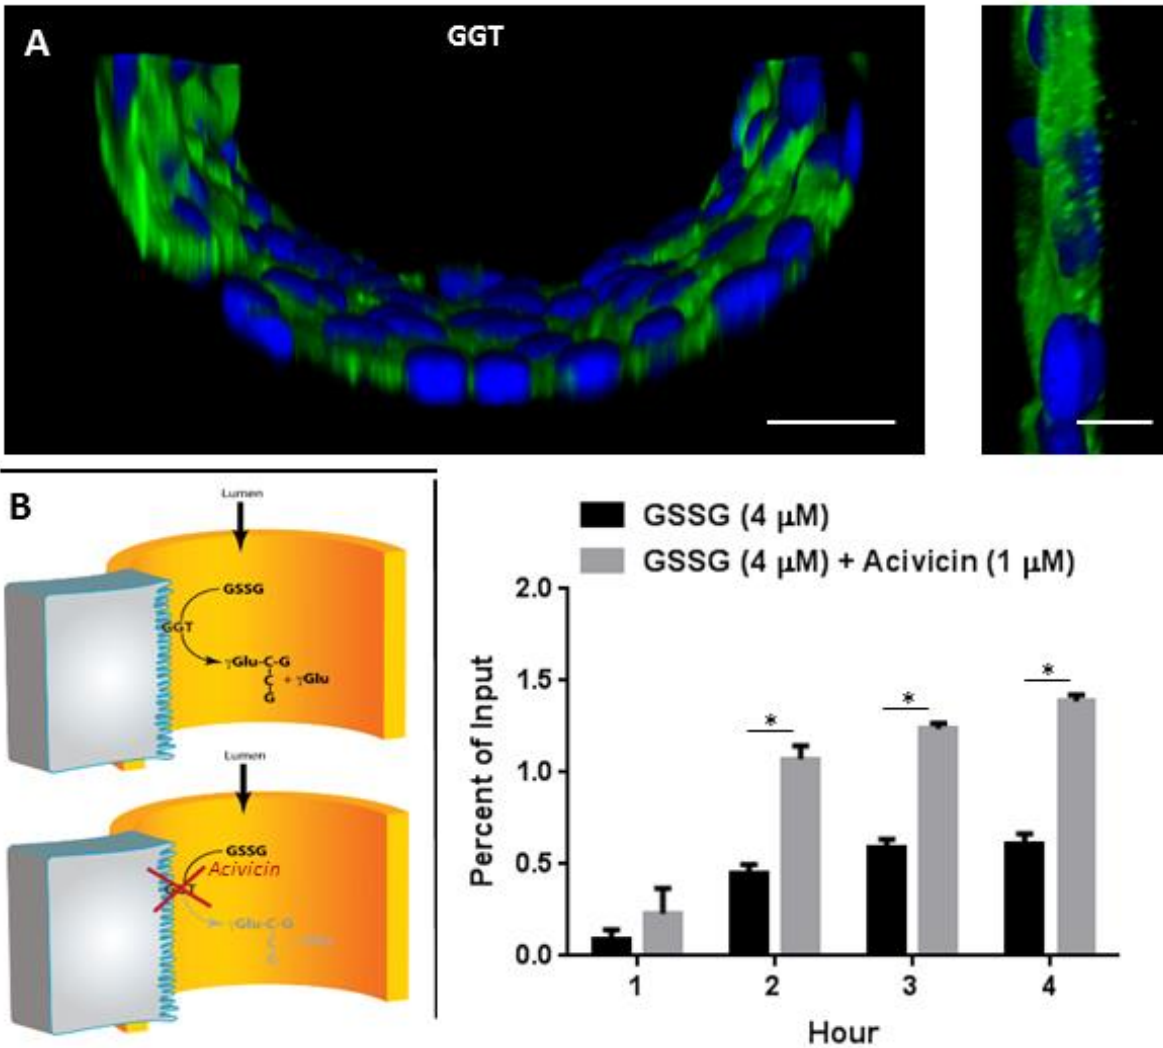 A
GGT
B
Lumen
GSSG
GGT
γGlu-C-G
C
G
+ γGlu
Lumen
GSSG
Acivicin
γGlu-C-G
GSSG (4 μM)
GSSG (4 μM) + Acivicin (1 μM)
Percent of Input
2.0
1.5
1.0
0.5
0.0
*
*
*
1 2 3 4
Hour